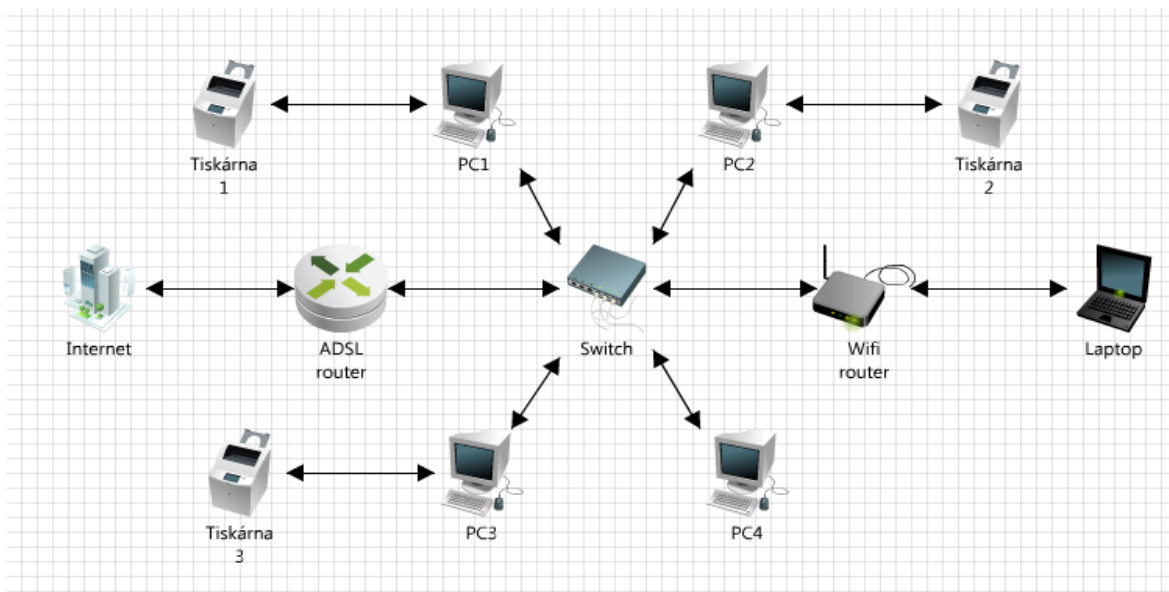 Tiskárna
1
PC1
PC2
Tiskárna
2
Internet
ADSL
router
Switch
Wifi
router
Laptop
Tiskárna
3
PC3
PC4